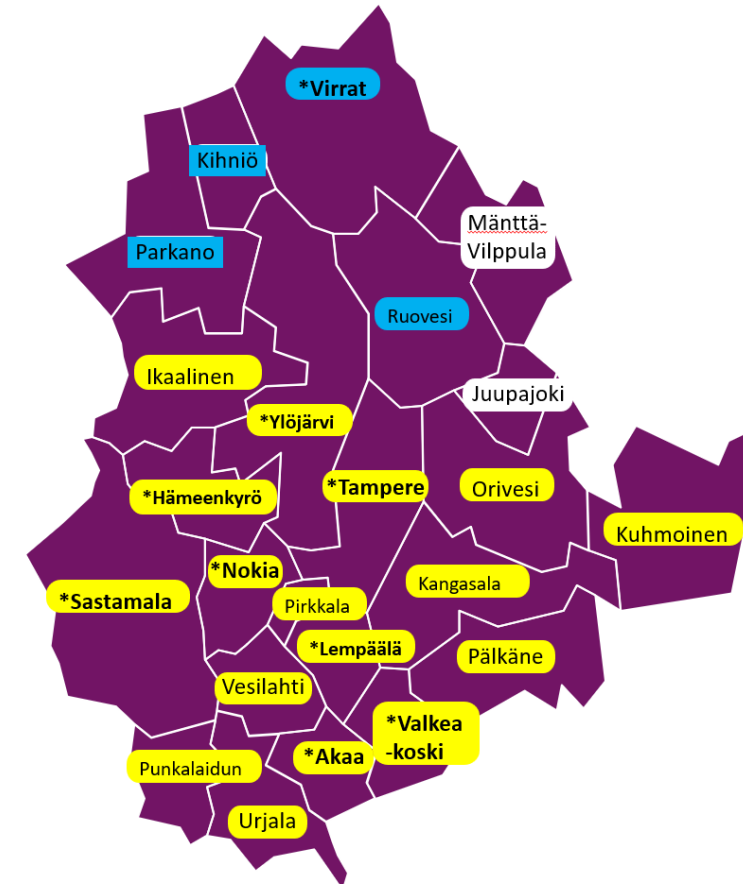 *Virrat
Kihniö
Mänttä-
Vilppula
Parkano
Ruovesi
Ikaalinen
Juupajoki
*Ylöjärvi
*Tampere
Orivesi
*Hämeenkyrö
Kuhmoinen
*Nokia
Kangasala
*Sastamala
Pirkkala
*Lempäälä
Pälkäne
Vesilahti
*Valkea
-koski
*Akaa
Punkalaidun
Urjala